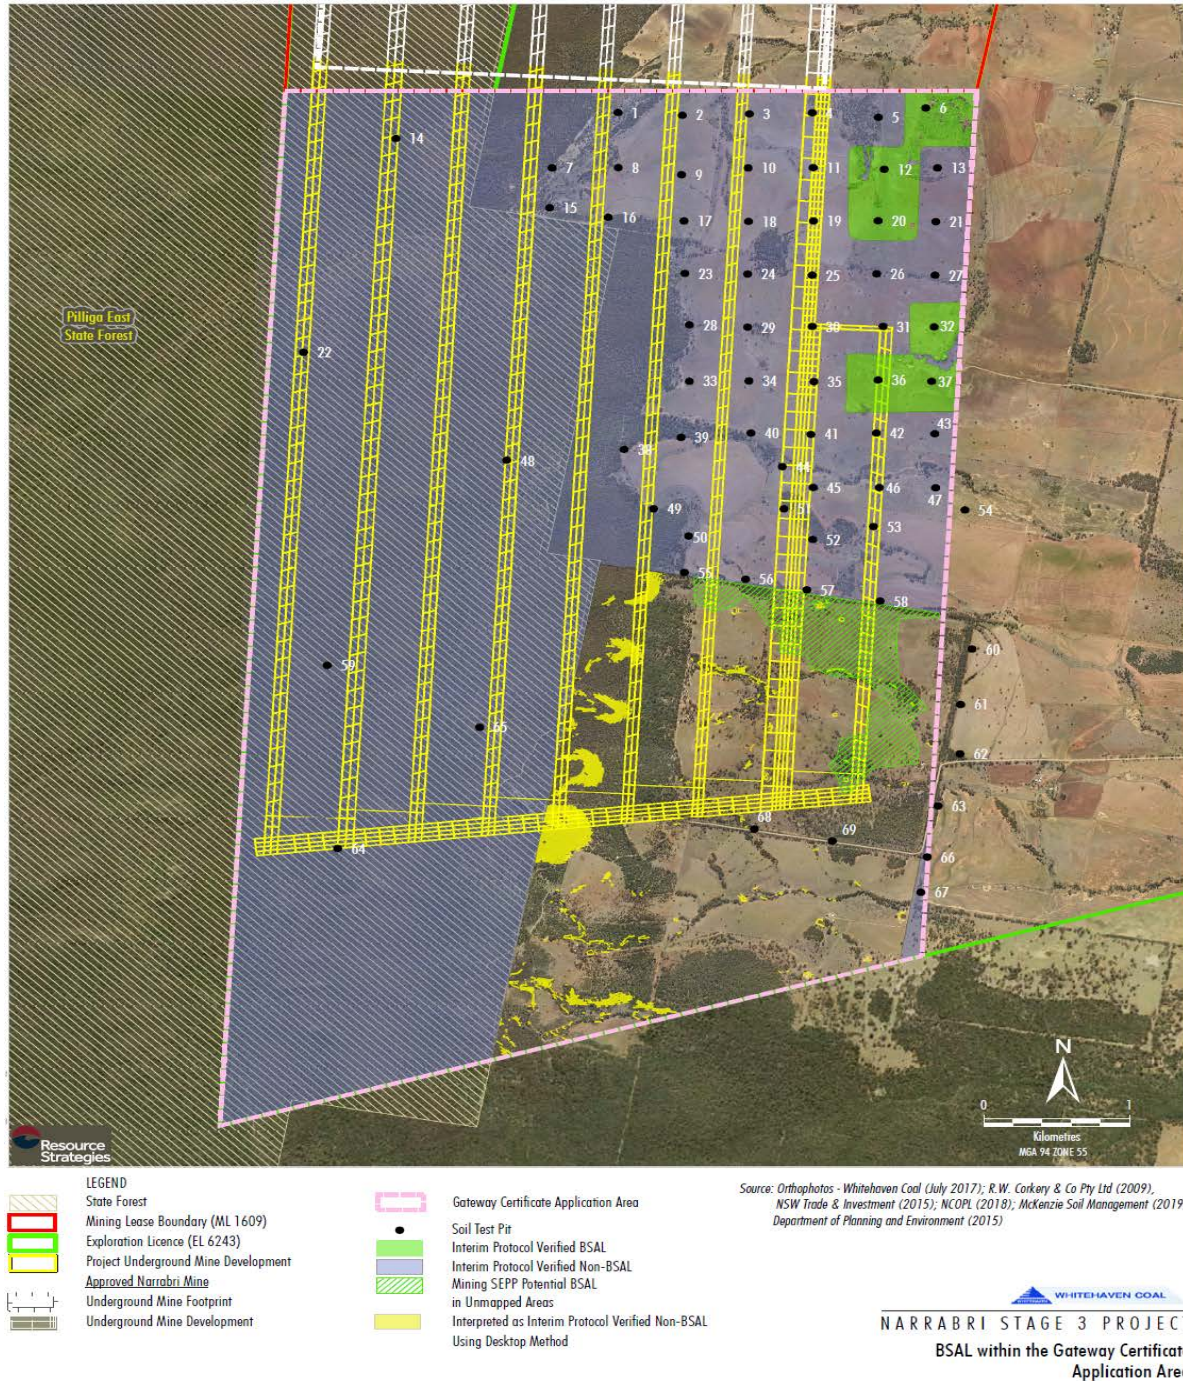 1
2
3
4
5
6
14
7
8
9
10
11
12
13
15
16
17
18
19
20
21
23
24
25
26
27
Pilliga East
State Forest
22
28
29
30
31
32
33
34
35
36
37
38
39
40
41
42
43
48
44
45
46
47
49
51
54
50
52
53
55
56
57
58
59
60
65
61
62
63
64
68
69
66
67
N
0 1
Kilometres
MGA 94 ZONE 55
Resource
Strategies
LEGEND
State Forest
Mining Lease Boundary (ML 1609)
Exploration Licence (EL 6243)
Project Underground Mine Development
Approved Narrabri Mine
Underground Mine Footprint
Underground Mine Development
Gateway Certificate Application Area
Soil Test Pit
Interim Protocol Verified BSAL
Interim Protocol Verified Non-BSAL
Mining SEPP Potential BSAL
in Unmapped Areas
Interpreted as Interim Protocol Verified Non-BSAL
Using Desktop Method
Source: Orthophotos - Whitehaven Coal (July 2017); R.W. Corkery & Co Pty Ltd (2009),
NSW Trade & Investment (2015); NCOPL (2018); McKenzie Soil Management (2019
Department of Planning and Environment (2015)
WHITEHAVEN COAL
NARRABRI STAGE 3 PROJECT
BSAL within the Gateway Certificate
Application Area